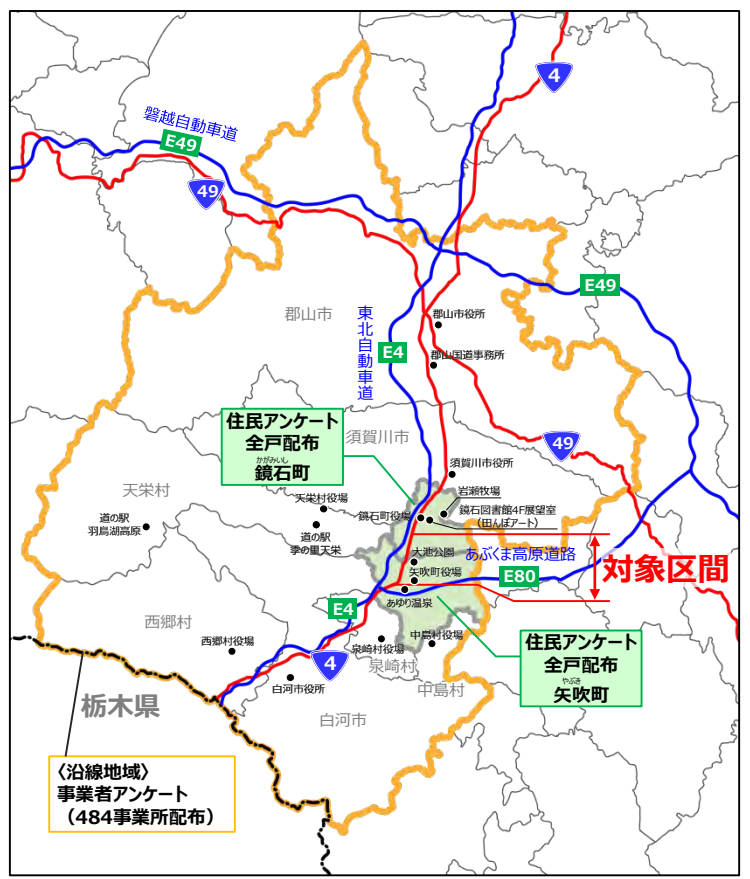 4
磐越自動車道
E49
49
E49
郡山市
東北自動車道
郡山市役所
E4
郡山国道事務所
住民アンケート
全戸配布
かがみいし
鏡石町
須賀川市
49
須賀川市役所
天栄村
岩瀬牧場
天栄村役場
鏡石町役場
鏡石図書館4F展望室
（田んぼアート）
道の駅
羽鳥湖高原
道の駅
季の里天栄
大池公園
あぶくま高原道路
対象区間
矢吹町役場
E80
あゆり温泉
E4
西郷村
西郷村役場
泉崎村役場
中島村役場
住民アンケート
全戸配布
やぶき
矢吹町
4
泉崎村
白河市役所
中島村
栃木県
白河市
〈沿線地域〉
事業者アンケート
（484事業所配布）